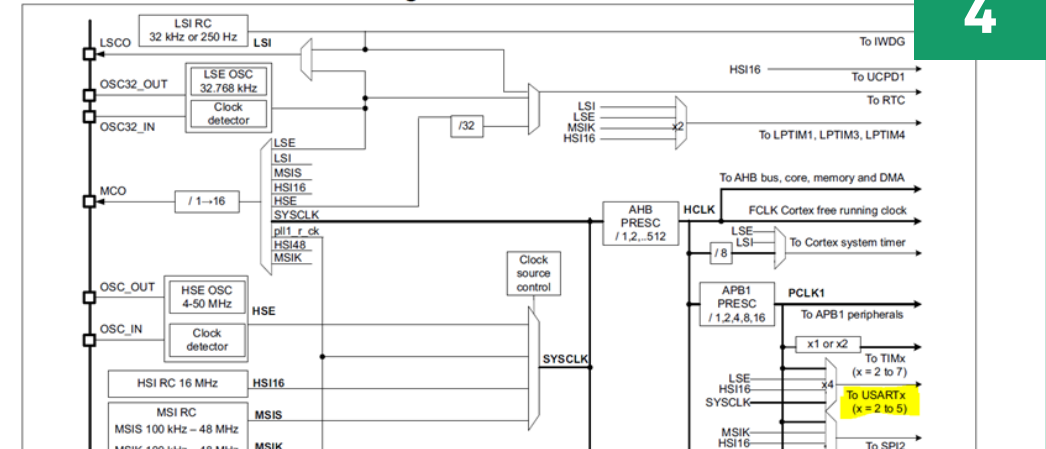 4
LSI RC
32 kHz or 250 Hz
LSI
LSCO
To IWDG
HSI16
To UCPD1
OSC32_OUT
LSE OSC
32.768 kHz
Clock
detector
OSC32_IN
To RTC
LSI
LSE
MSIK
HSI16
x2
To LPTIM1, LPTIM3, LPTIM4
/32
LSE
LSI
MSIS
HSI16
HSE
SYSCLK
pll1_r_ck
HSI48
MSIK
MCO
/ 1→16
To AHB bus, core, memory and DMA
AHB
PRESC
/ 1,2,..512
HCLK
FCLK Cortex free running clock
LSE
LSI
/ 8
To Cortex system timer
Clock
source
control
OSC_OUT
HSE OSC
4-50 MHz
HSE
OSC_IN
Clock
detector
APB1
PRESC
/ 1,2,4,8,16
PCLK1
To APB1 peripherals
x1 or x2
To TIMx
(x = 2 to 7)
SYSCLK
HSI RC 16 MHz
HSI16
LSE
HSI16
SYSCLK
x4
To USARTx
(x = 2 to 5)
MSI RC
MSIS 100 kHz – 48 MHz
MSIK 100 kHz – 48 MHz
MSIS
MSIK
MSIK
HSI16
To SPI2